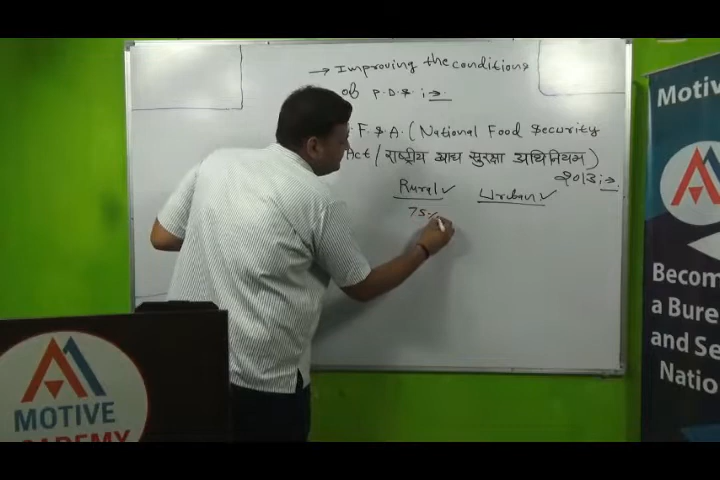 → Improving the conditions
of P.D.S. :→.
.F.S.A. (National Food Security
Act / राष्ट्रीय खाद्य सुरक्षा अधिनियम)
2013 :→.
Rural ✓ Urban ✓
75%
MOTIVE
ACADEMY
Motiv
Becom
a Bure
and Se
Natio